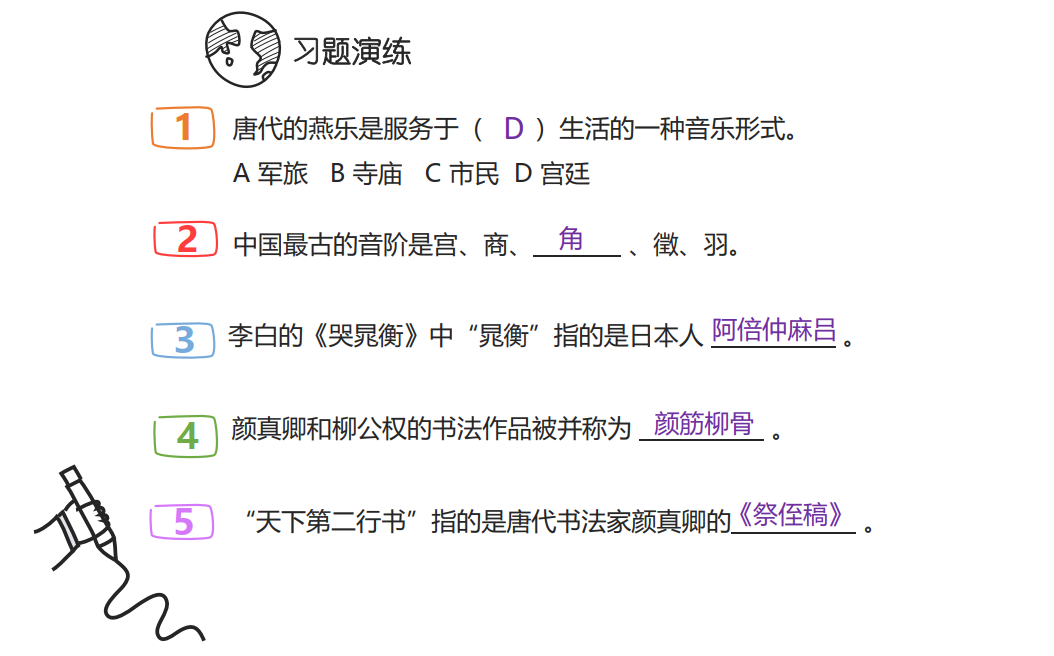 习题演练
1 唐代的燕乐是服务于（ D ）生活的一种音乐形式。
A 军旅 B 寺庙 C 市民 D 宫廷
2 中国最古的音阶是宫、商、角、徵、羽。
3 李白的《哭晁衡》中“晁衡”指的是日本人阿倍仲麻吕。
4 颜真卿和柳公权的书法作品被并称为颜筋柳骨。
5 “天下第二行书”指的是唐代书法家颜真卿的《祭侄稿》。